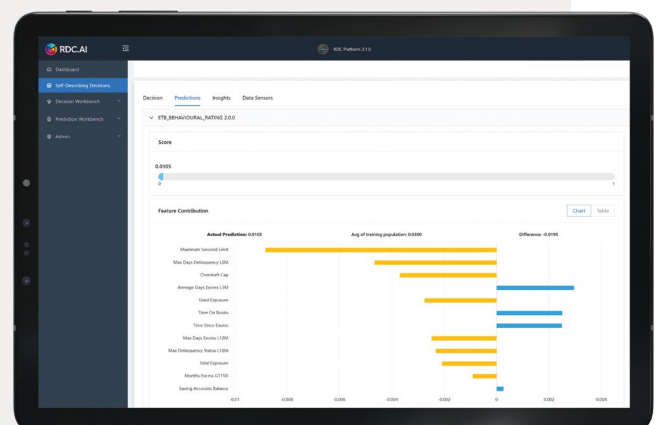 RDC.AI
RDC Platform 3.1.0
Dashboard
Self-Describing Decisions
Decision Workbench
Prediction Workbench
Admin
Decision Predictions Insights Data Sensors
ETB_BEHAVIOURAL_RATING 2.0.0
Score
0.0105
0 1
Feature Contribution Chart Table
Actual Prediction: 0.0105 Avg of training population: 0.0300 Difference: -0.0195
Maximum Secured Limit
Max Days Delinquency L3M
Overdraft Cap
Average Days Excess L3M
Used Exposure
Time On Books
Time Since Excess
Max Days Excess L12M
Max Delinquency Status L12M
Total Exposure
Months Excess GT15D
Saving Accounts Balance
-0.01 -0.008 -0.006 -0.004 -0.002 0 0.002 0.004